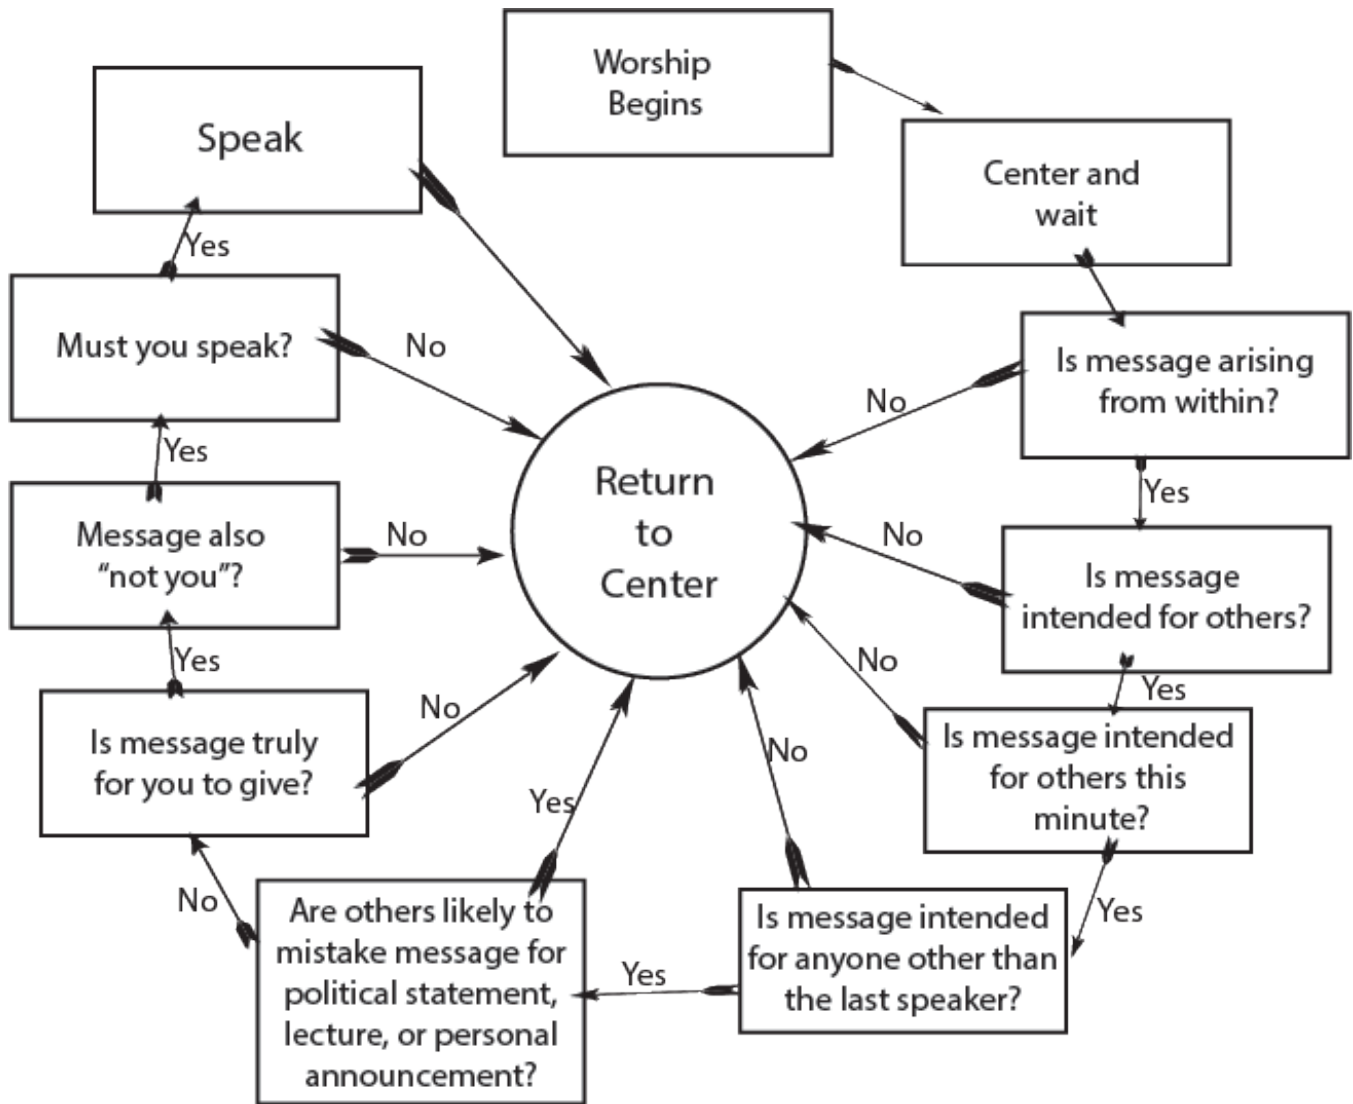 Worship
Begins
Center and
wait
Is message arising
from within?
No
Yes
Is message
intended for others?
No
Yes
Is message intended
for others this
minute?
No
Yes
Is message intended
for anyone other than
the last speaker?
No
Yes
Are others likely to
mistake message for
political statement,
lecture, or personal
announcement?
Yes
No
Is message truly
for you to give?
No
Yes
Message also
“not you”?
No
Yes
Must you speak?
No
Yes
Speak
Return
to
Center